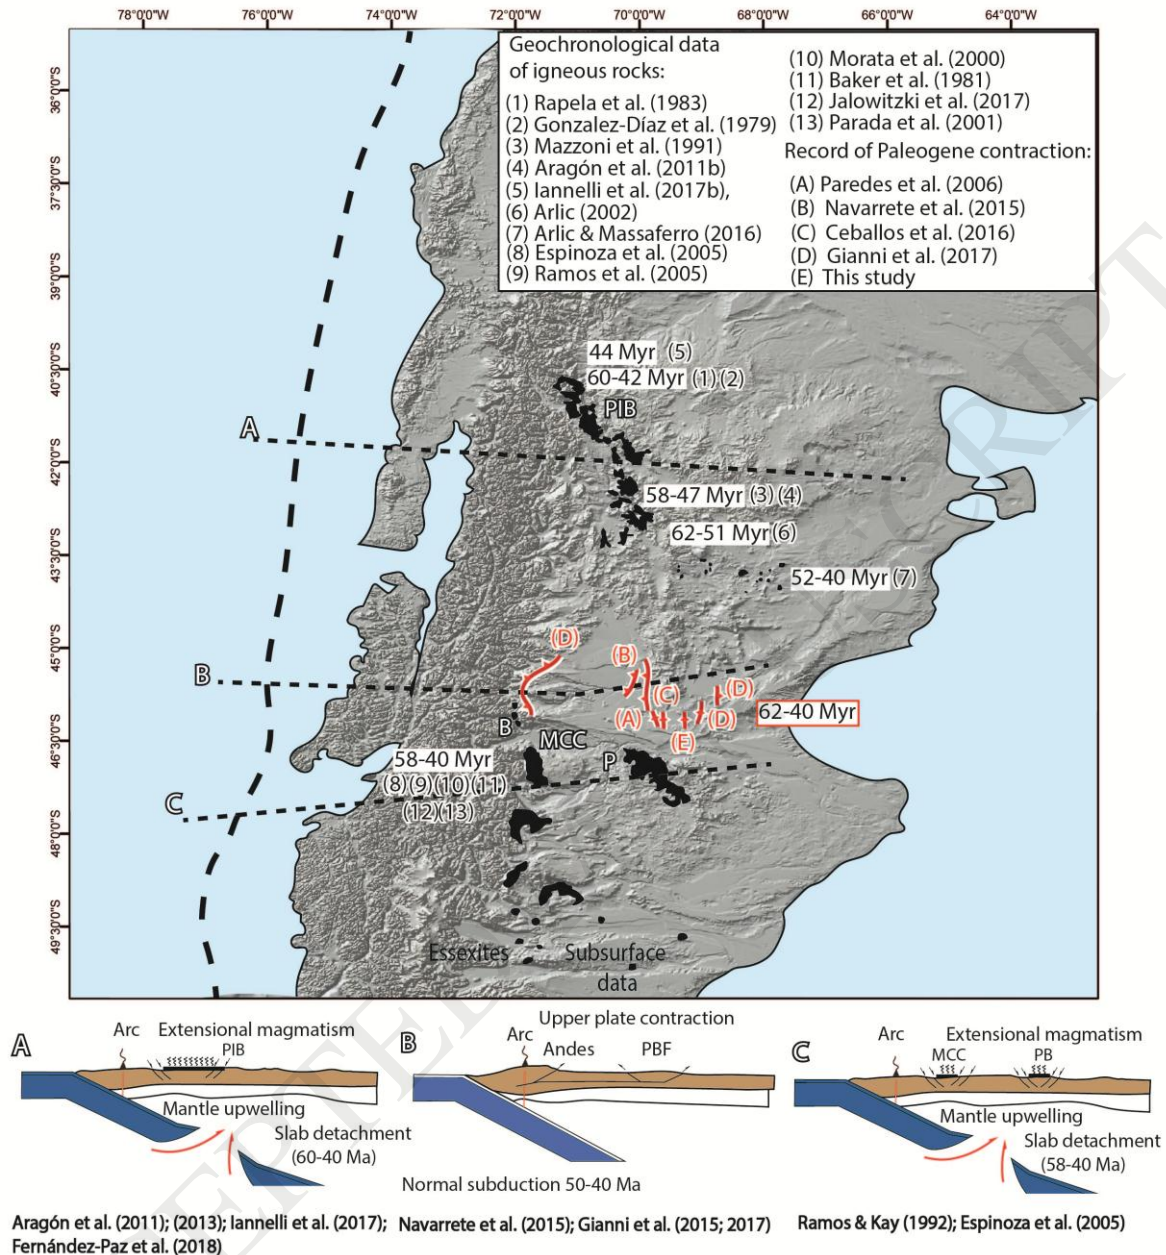 78°0'0"W 76°0'0"W 74°0'0"W 72°0'0"W 70°0'0"W 68°0'0"W 66°0'0"W 64°0'0"W
36°0'0"S
37°30'0"S
39°0'0"S
40°30'0"S
42°0'0"S
43°30'0"S
45°0'0"S
46°30'0"S
48°0'0"S
49°30'0"S
Geochronological data
of igneous rocks:
(1) Rapela et al. (1983)
(2) Gonzalez-Díaz et al. (1979)
(3) Mazzoni et al. (1991)
(4) Aragón et al. (2011b)
(5) Iannelli et al. (2017b),
(6) Arlic (2002)
(7) Arlic & Massaferro (2016)
(8) Espinoza et al. (2005)
(9) Ramos et al. (2005)
(10) Morata et al. (2000)
(11) Baker et al. (1981)
(12) Jalowitzki et al. (2017)
(13) Parada et al. (2001)
Record of Paleogene contraction:
(A) Paredes et al. (2006)
(B) Navarrete et al. (2015)
(C) Ceballos et al. (2016)
(D) Gianni et al. (2017)
(E) This study
44 Myr (5)
60-42 Myr (1) (2)
PIB
A
58-47 Myr (3) (4)
62-51 Myr (6)
52-40 Myr (7)
(D)
(B)
B
(C)
(D)
(A)
(D)
62-40 Myr
B
(E)
MCC
58-40 Myr
P
(8)(9)(10)(11)
C
(12)(13)
Essexites
Subsurface
data
ACCEPTED MANUSCRIPT
A
Arc
Extensional magmatism
PIB
Mantle upwelling
Slab detachment
(60-40 Ma)
Aragón et al. (2011); (2013); Iannelli et al. (2017);
Fernández-Paz et al. (2018)
B
Upper plate contraction
Arc
Andes
PBF
Normal subduction 50-40 Ma
Navarrete et al. (2015); Gianni et al. (2015; 2017)
C
Arc
Extensional magmatism
MCC
PB
Mantle upwelling
Slab detachment
(58-40 Ma)
Ramos & Kay (1992); Espinoza et al. (2005)